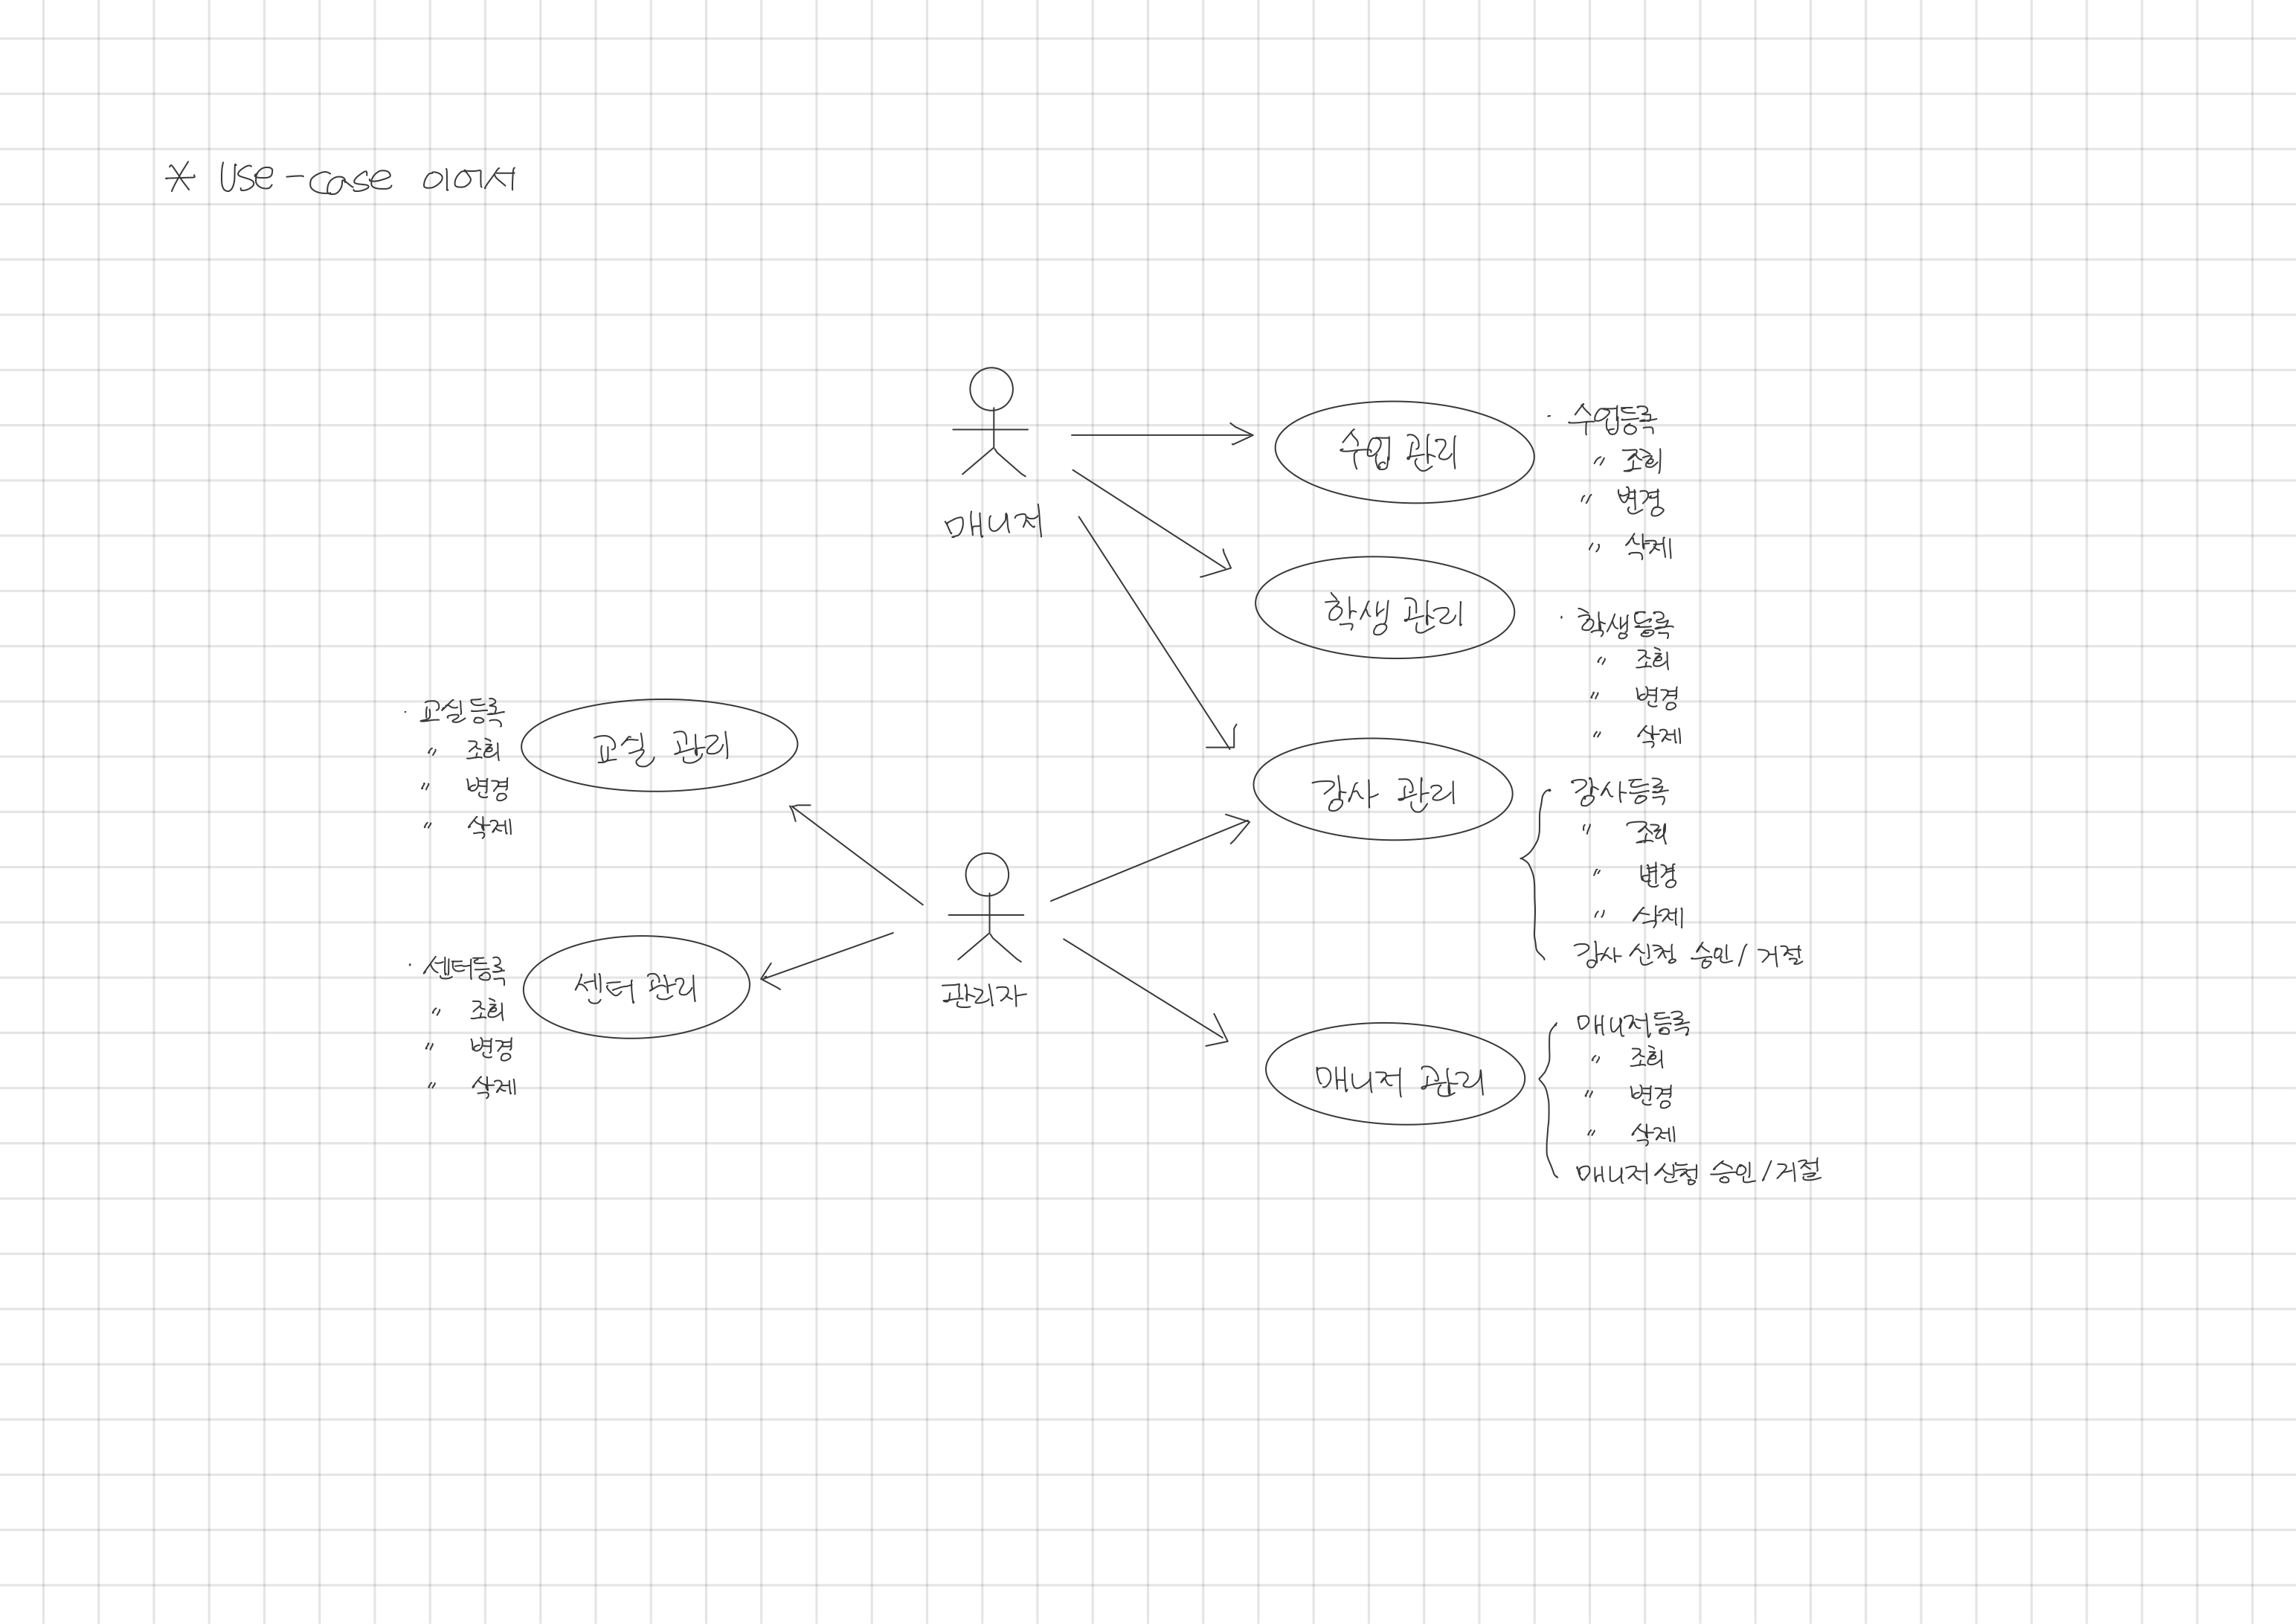 * Use-case 에이서
매니저
수업 관리
· 수업등록
〃 조회
〃 변경
〃 삭제
학생 관리
· 학생등록
〃 조회
〃 변경
〃 삭제
강사 관리
강사등록
〃 조회
〃 변경
〃 삭제
강사 신청 승인/거절
교실 관리
· 교실등록
〃 조회
〃 변경
〃 삭제
센터 관리
· 센터등록
〃 조회
〃 변경
〃 삭제
관리자
매니저 관리
매니저등록
〃 조회
〃 변경
〃 삭제
매니저신청 승인/거절